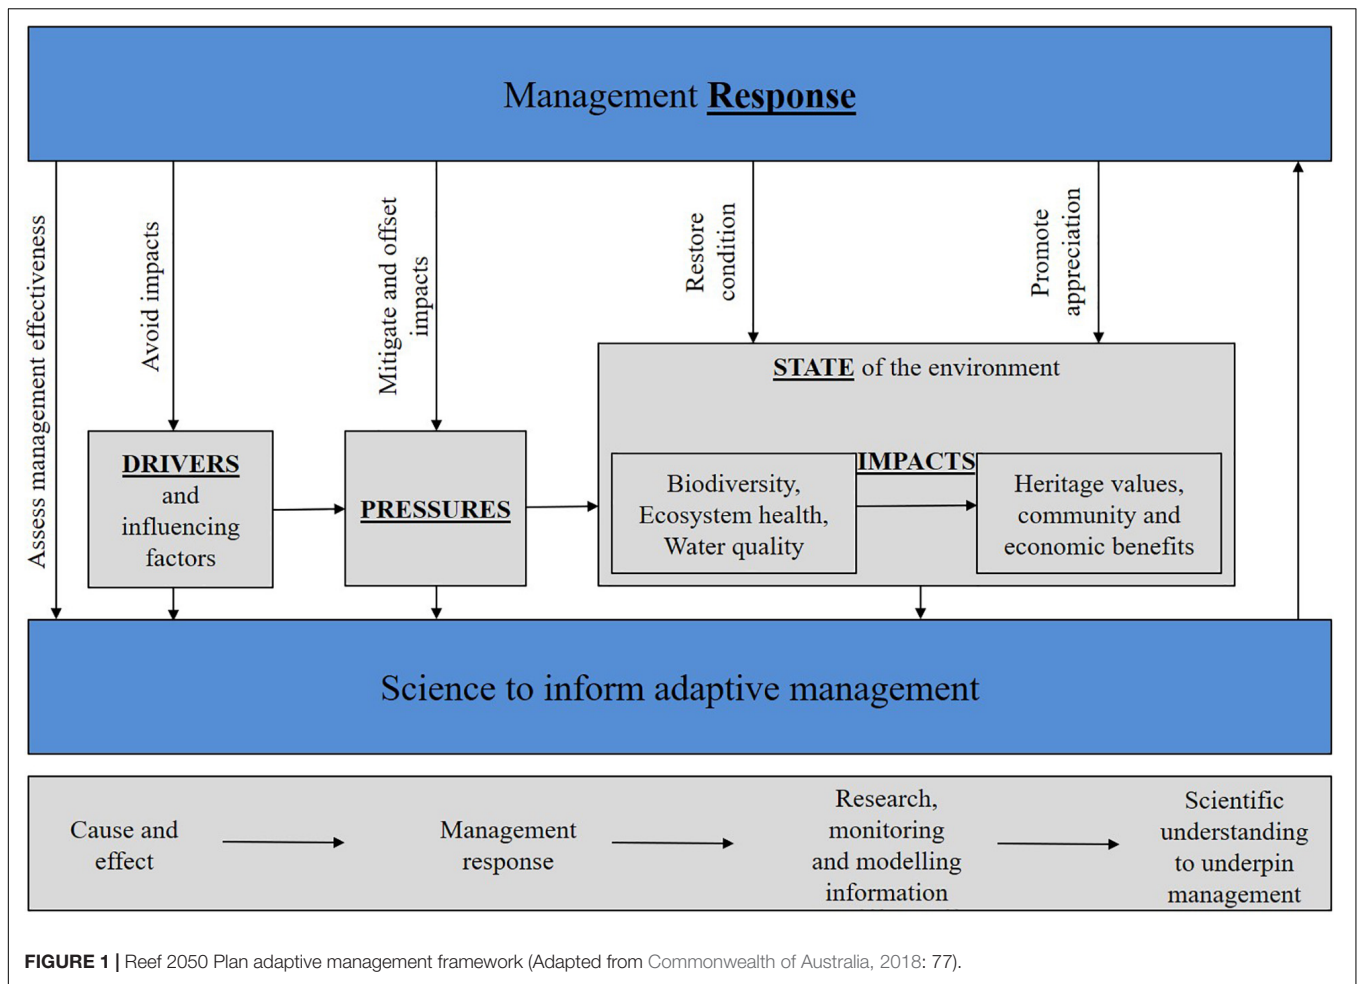 Management Response
Assess management effectiveness
Avoid impacts
Mitigate and offset
impacts
Restore
condition
Promote
appreciation
STATE of the environment
DRIVERS
and
influencing
factors
PRESSURES
Biodiversity,
Ecosystem health,
Water quality
IMPACTS
Heritage values,
community and
economic benefits
Science to inform adaptive management
Cause and
effect
Management
response
Research,
monitoring
and modelling
information
Scientific
understanding
to underpin
management
FIGURE 1 | Reef 2050 Plan adaptive management framework (Adapted from Commonwealth of Australia, 2018: 77).